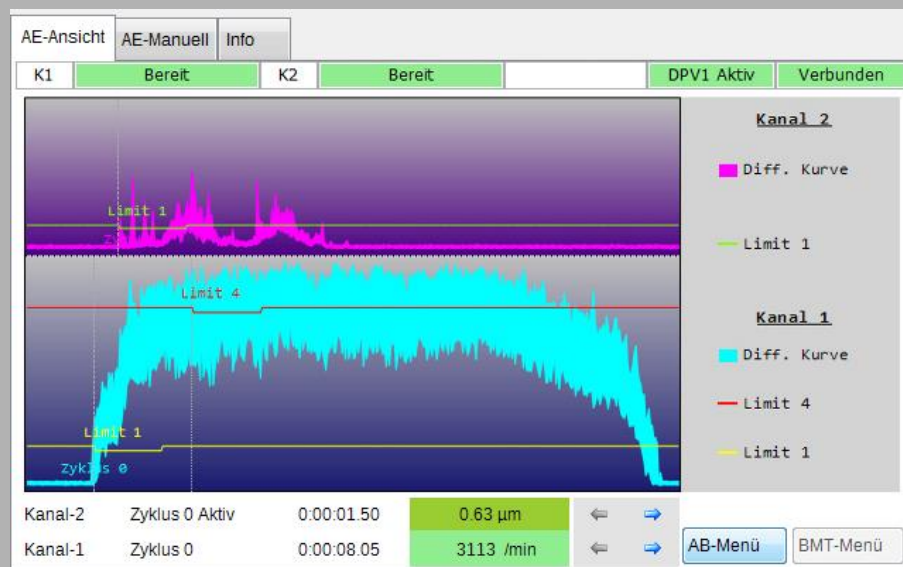 AE-Ansicht AE-Manuell Info
K1 Bereit K2 Bereit DPV1 Aktiv Verbunden
Kanal 2
Diff. Kurve
Limit 1
Limit 1
Limit 4
Kanal 1
Diff. Kurve
Limit 4
Limit 1
Limit 1
Zyklus 0
Kanal-2 Zyklus 0 Aktiv 0:00:01.50 0.63 µm
Kanal-1 Zyklus 0 0:00:08.05 3113 /min AB-Menü BMT-Menü